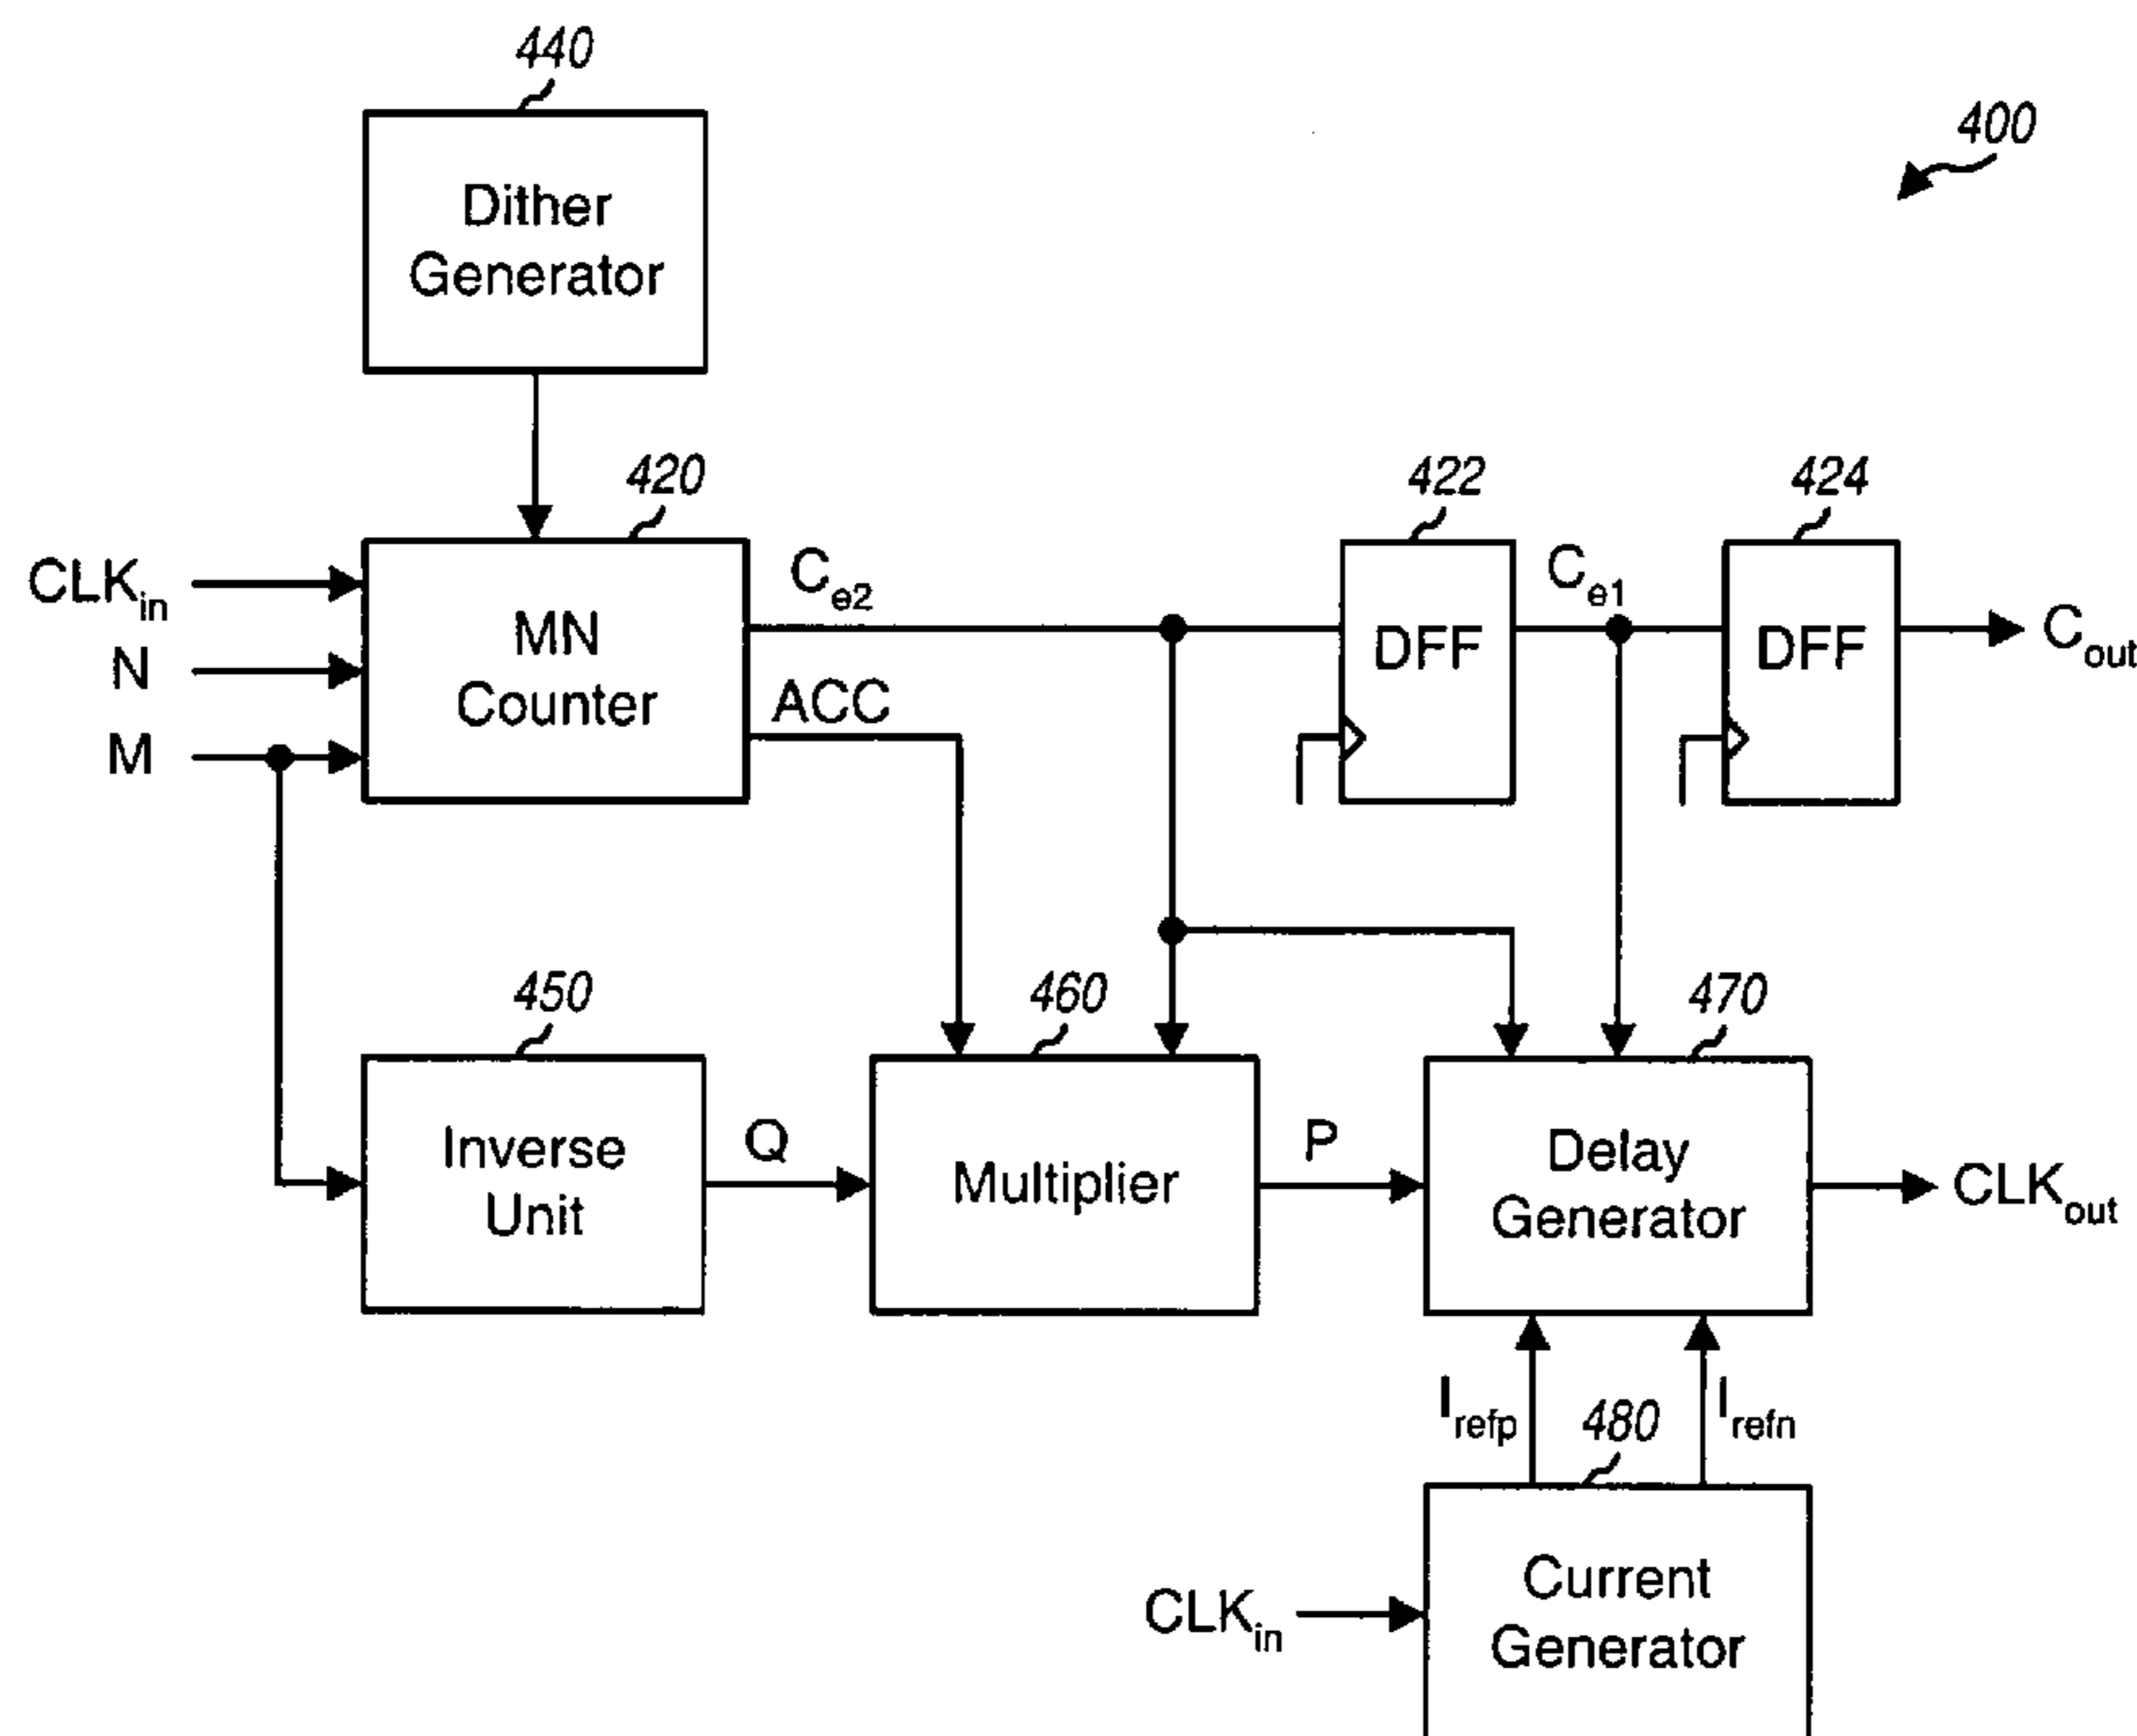 440
400
Dither
Generator
420
422
424
CLKin
N
M
MN
Counter
Ce2
ACC
DFF
Ce1
DFF
Cout
450
460
470
Inverse
Unit
Q
Multiplier
P
Delay
Generator
CLKout
Irefp
480
Irefn
CLKin
Current
Generator